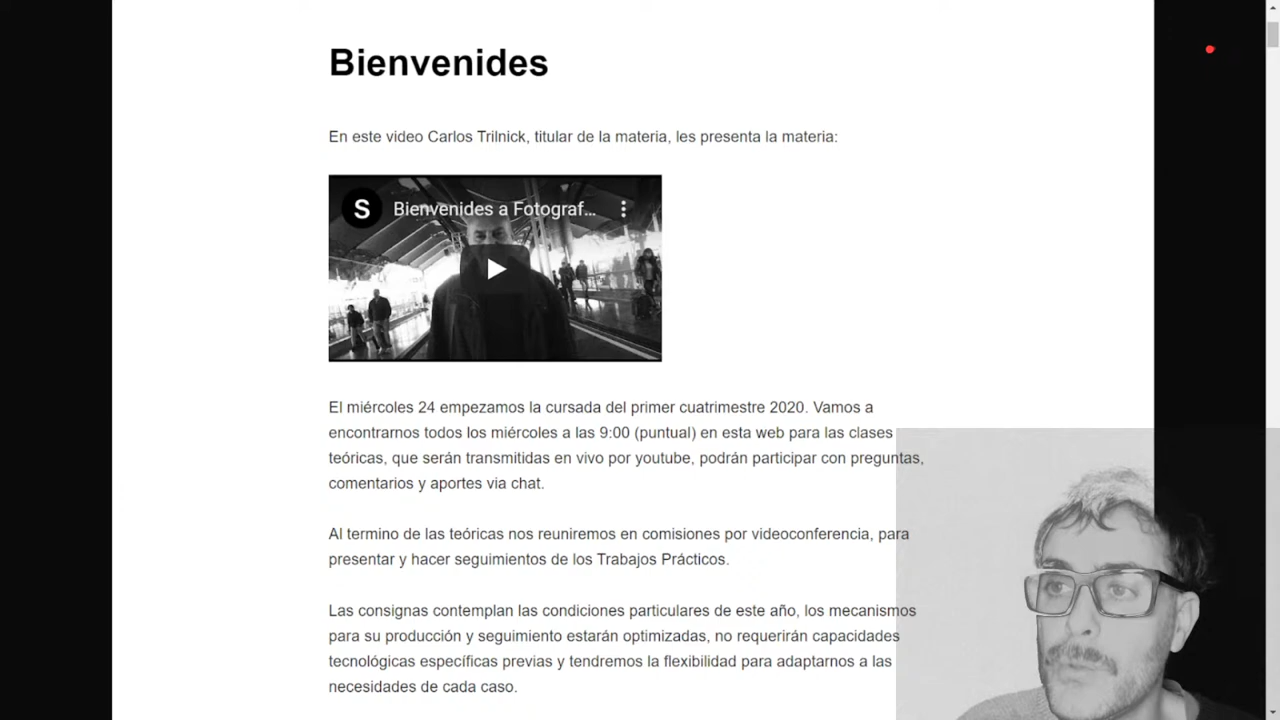 Bienvenides
En este video Carlos Trilnick, titular de la materia, les presenta la materia:
S Bienvenides a Fotograf...
El miércoles 24 empezamos la cursada del primer cuatrimestre 2020. Vamos a
encontrarnos todos los miércoles a las 9:00 (puntual) en esta web para las clases
teóricas, que serán transmitidas en vivo por youtube, podrán participar con preguntas,
comentarios y aportes via chat.
Al termino de las teóricas nos reuniremos en comisiones por videoconferencia, para
presentar y hacer seguimientos de los Trabajos Prácticos.
Las consignas contemplan las condiciones particulares de este año, los mecanismos
para su producción y seguimiento estarán optimizadas, no requerirán capacidades
tecnológicas específicas previas y tendremos la flexibilidad para adaptarnos a las
necesidades de cada caso.